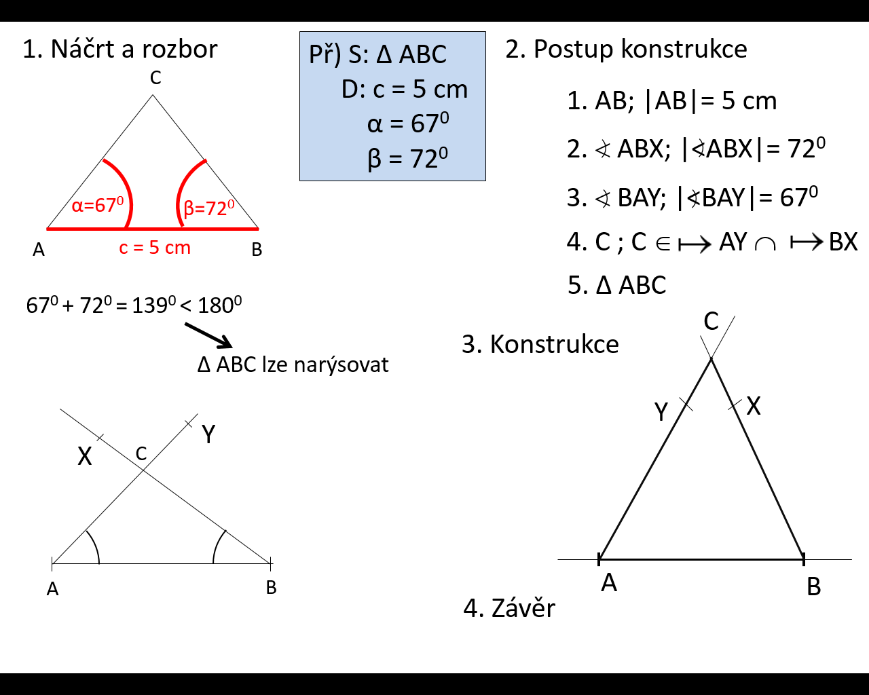 1. Náčrt a rozbor
C
α=67⁰
β=72⁰
A
c = 5 cm
B
67⁰ + 72⁰ = 139⁰ < 180⁰
Δ ABC lze narýsovat
X
C
Y
A
B
Př) S: Δ ABC
D: c = 5 cm
α = 67⁰
β = 72⁰
2. Postup konstrukce
1. AB; |AB|= 5 cm
2. ∢ ABX; |∢ABX|= 72⁰
3. ∢ BAY; |∢BAY|= 67⁰
4. C ; C ∈ ↦ AY ∩ ↦ BX
5. Δ ABC
3. Konstrukce
C
Y
X
A
B
4. Závěr